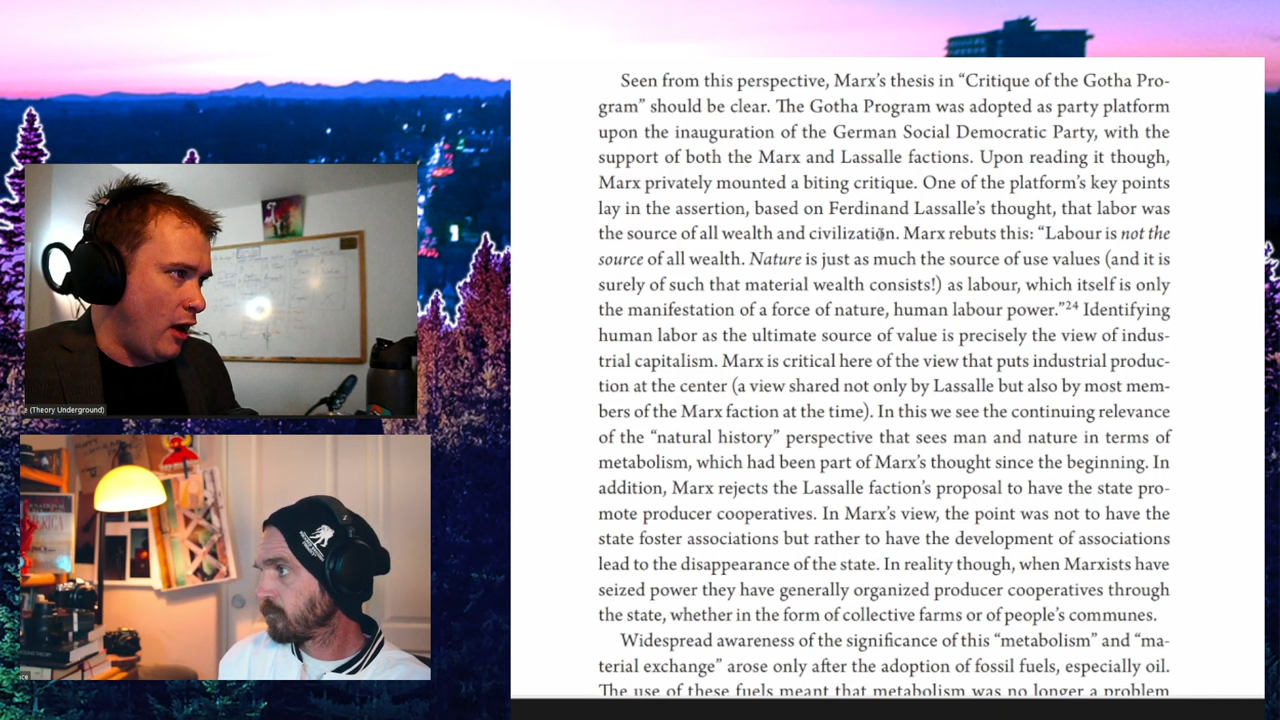 Seen from this perspective, Marx's thesis in “Critique of the Gotha Pro-
gram” should be clear. The Gotha Program was adopted as party platform
upon the inauguration of the German Social Democratic Party, with the
support of both the Marx and Lassalle factions. Upon reading it though,
Marx privately mounted a biting critique. One of the platform's key points
lay in the assertion, based on Ferdinand Lassalle's thought, that labor was
the source of all wealth and civilization. Marx rebuts this: “Labour is not the
source of all wealth. Nature is just as much the source of use values (and it is
surely of such that material wealth consists!) as labour, which itself is only
the manifestation of a force of nature, human labour power.”24 Identifying
human labor as the ultimate source of value is precisely the view of indus-
trial capitalism. Marx is critical here of the view that puts industrial produc-
tion at the center (a view shared not only by Lassalle but also by most mem-
bers of the Marx faction at the time). In this we see the continuing relevance
of the “natural history” perspective that sees man and nature in terms of
metabolism, which had been part of Marx's thought since the beginning. In
addition, Marx rejects the Lassalle faction's proposal to have the state pro-
mote producer cooperatives. In Marx's view, the point was not to have the
state foster associations but rather to have the development of associations
lead to the disappearance of the state. In reality though, when Marxists have
seized power they have generally organized producer cooperatives through
the state, whether in the form of collective farms or of people's communes.
Widespread awareness of the significance of this “metabolism” and “ma-
terial exchange” arose only after the adoption of fossil fuels, especially oil.
The use of these fuels meant that metabolism was no longer a problem
(Theory Underground)